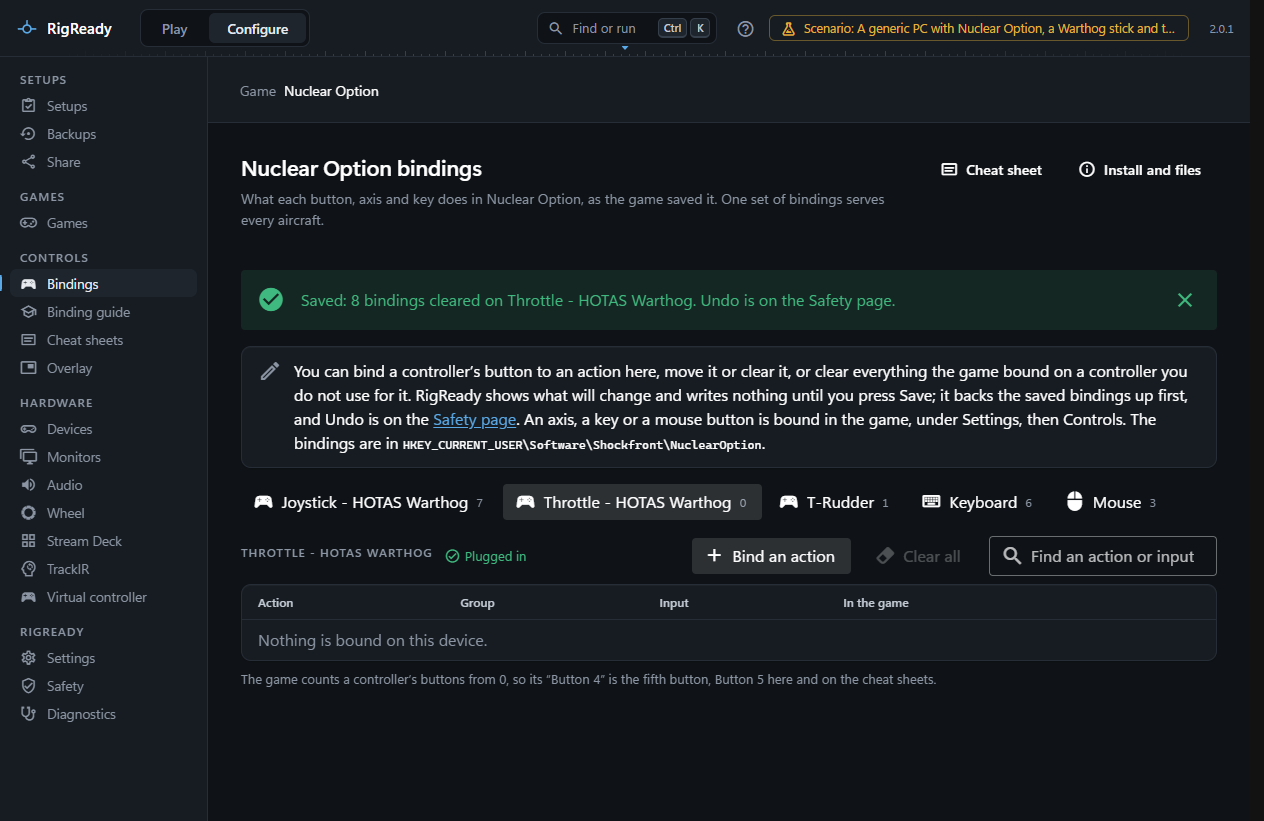 RigReady
Play
Configure
Find or run
Ctrl
K
Scenario: A generic PC with Nuclear Option, a Warthog stick and t...
2.0.1
SETUPS
Setups
Backups
Share
GAMES
Games
CONTROLS
Bindings
Binding guide
Cheat sheets
Overlay
HARDWARE
Devices
Monitors
Audio
Wheel
Stream Deck
TrackIR
Virtual controller
RIGREADY
Settings
Safety
Diagnostics
Game Nuclear Option
Nuclear Option bindings
Cheat sheet
Install and files
What each button, axis and key does in Nuclear Option, as the game saved it. One set of bindings serves
every aircraft.
Saved: 8 bindings cleared on Throttle - HOTAS Warthog. Undo is on the Safety page.
You can bind a controller’s button to an action here, move it or clear it, or clear everything the game bound on a controller you
do not use for it. RigReady shows what will change and writes nothing until you press Save; it backs the saved bindings up first,
and Undo is on the Safety page. An axis, a key or a mouse button is bound in the game, under Settings, then Controls. The
bindings are in HKEY_CURRENT_USER\Software\Shockfront\NuclearOption.
Joystick - HOTAS Warthog 7
Throttle - HOTAS Warthog 0
T-Rudder 1
Keyboard 6
Mouse 3
THROTTLE - HOTAS WARTHOG
Plugged in
Bind an action
Clear all
Find an action or input
Action Group Input In the game
Nothing is bound on this device.
The game counts a controller’s buttons from 0, so its “Button 4” is the fifth button, Button 5 here and on the cheat sheets.